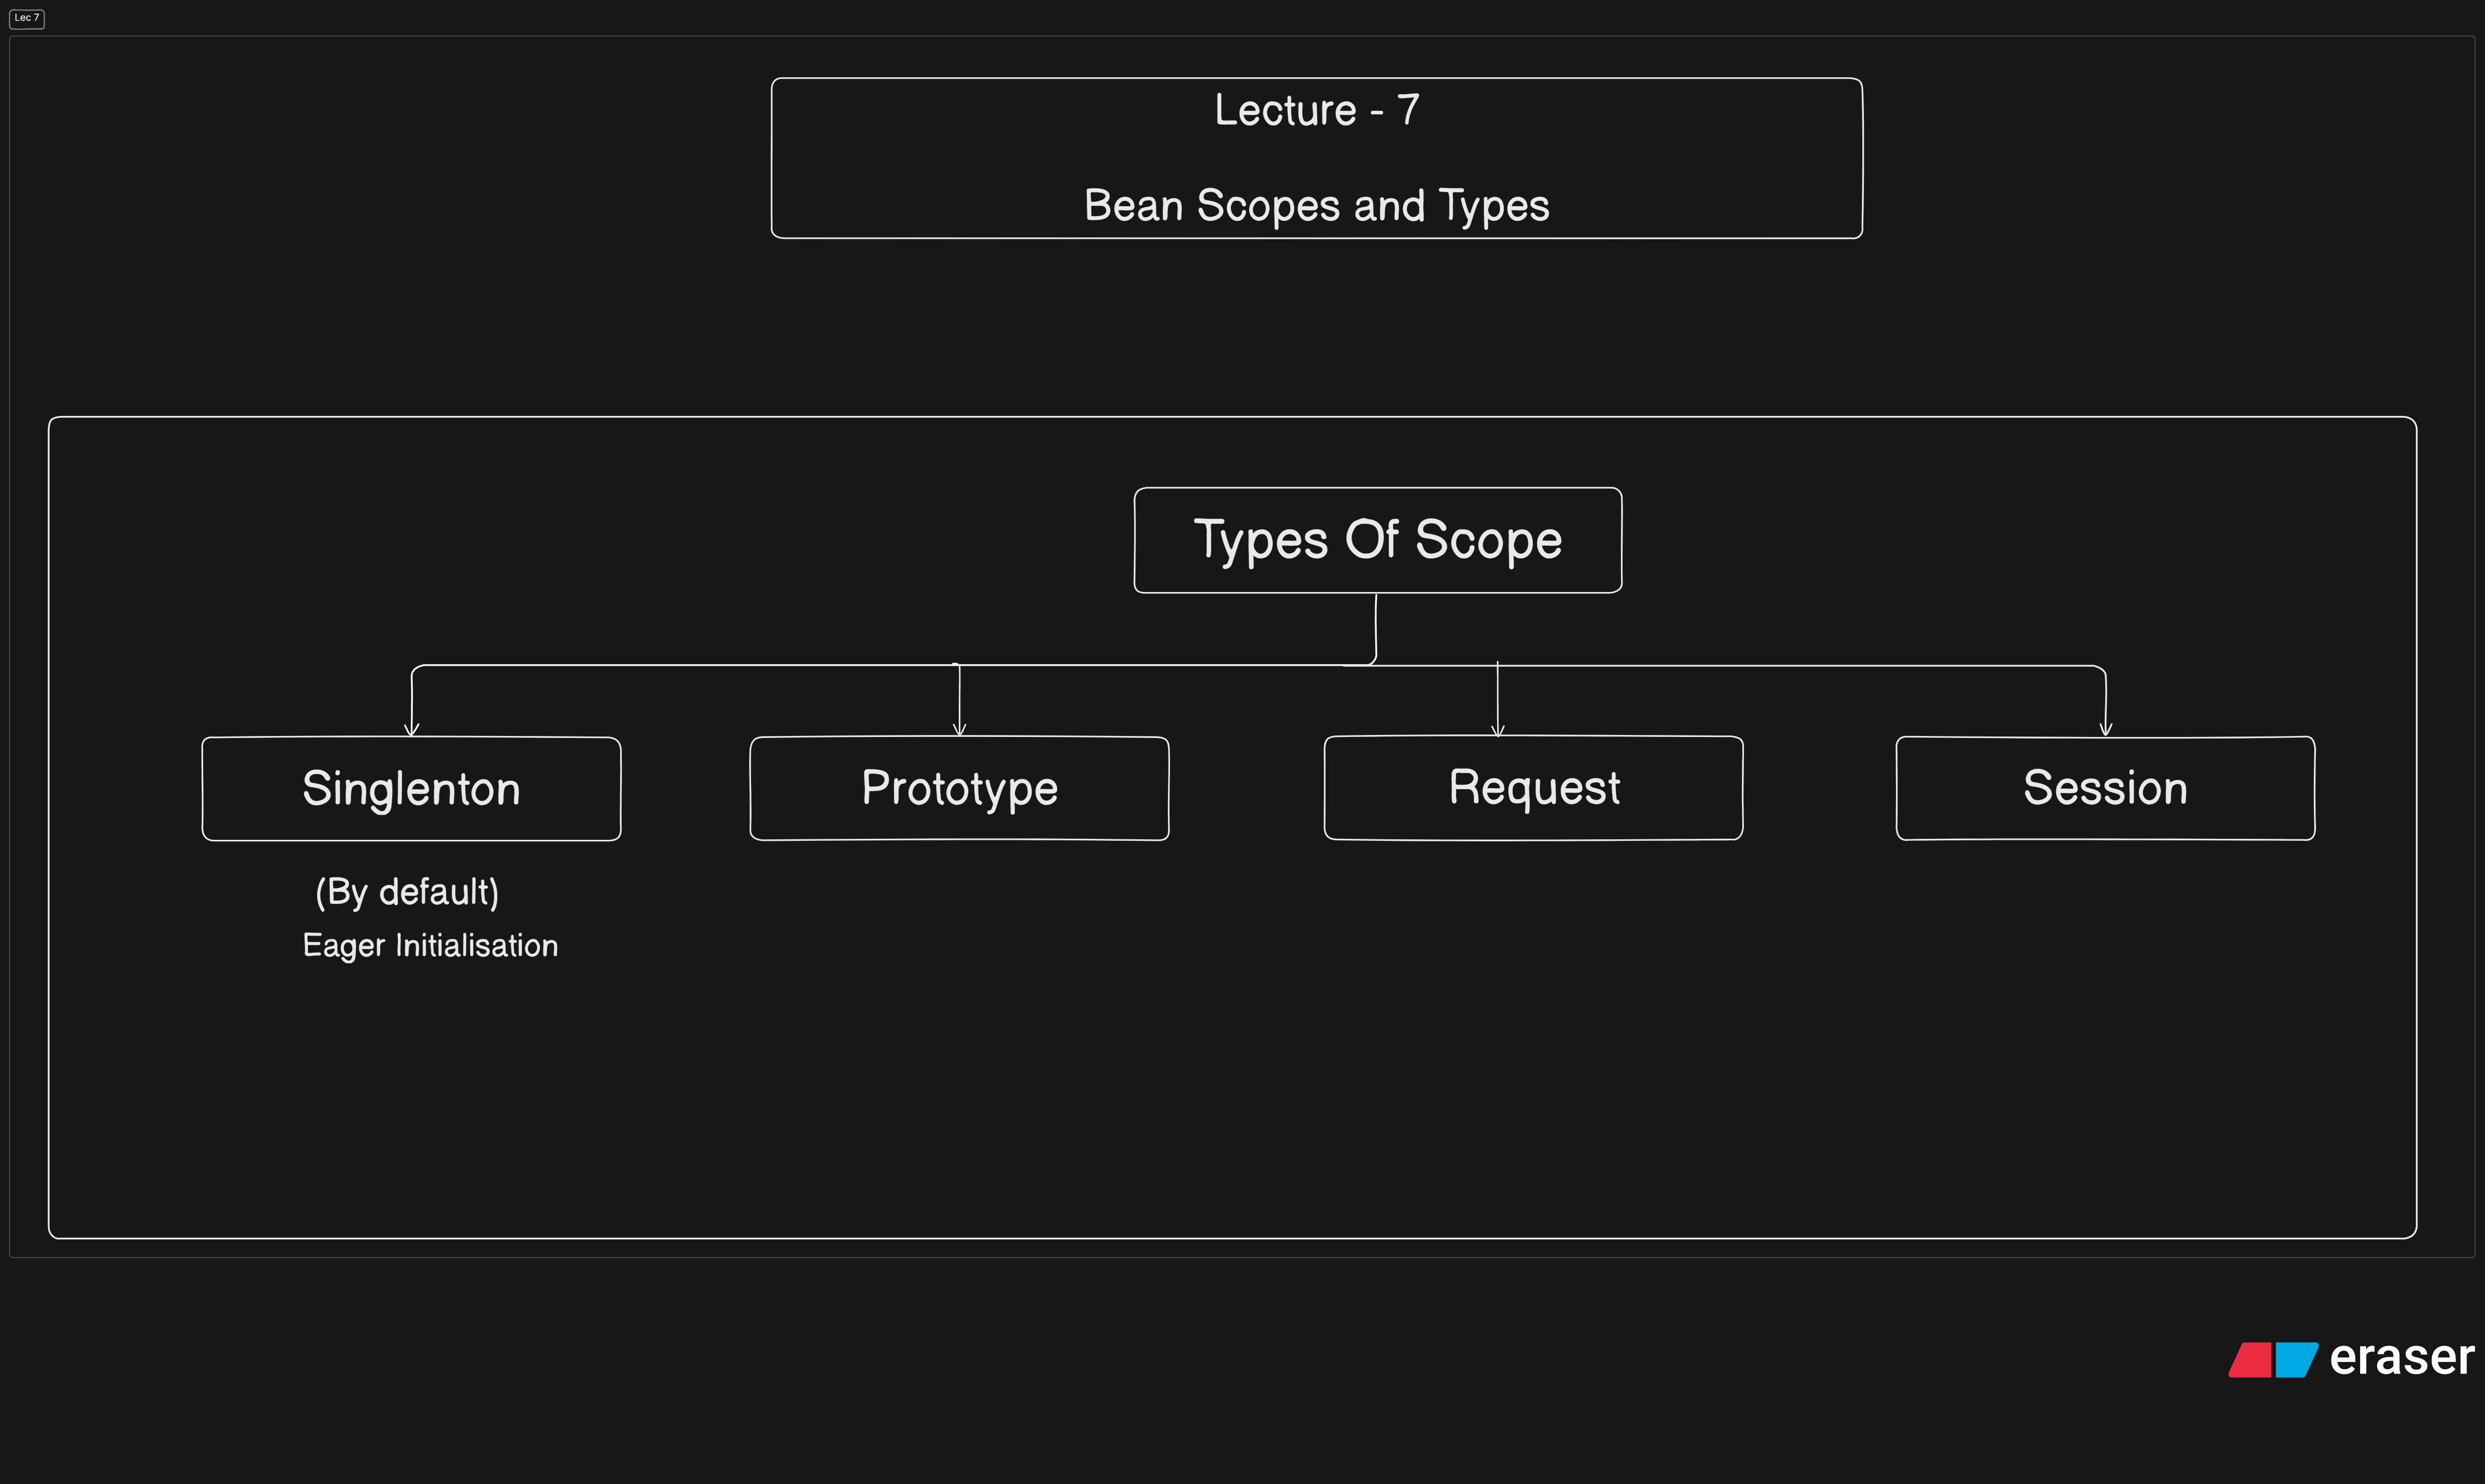 Lec 7
Lecture - 7
Bean Scopes and Types
Types Of Scope
Singlenton
Prototype
Request
Session
(By default)
Eager Initialisation
eraser